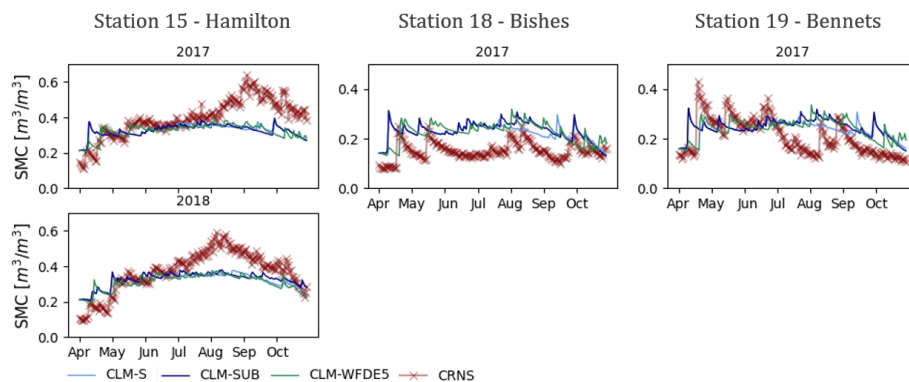 Station 15 - Hamilton
Station 18 - Bishes
Station 19 - Bennets
2017
2017
2017
SMC [m³/m³]
0.6
0.4
0.2
0.0
0.4
0.2
0.0
0.4
0.2
0.0
Apr May Jun Jul Aug Sep Oct
Apr May Jun Jul Aug Sep Oct
2018
SMC [m³/m³]
0.6
0.4
0.2
0.0
Apr May Jun Jul Aug Sep Oct
CLM-S CLM-SUB CLM-WFDE5 CRNS